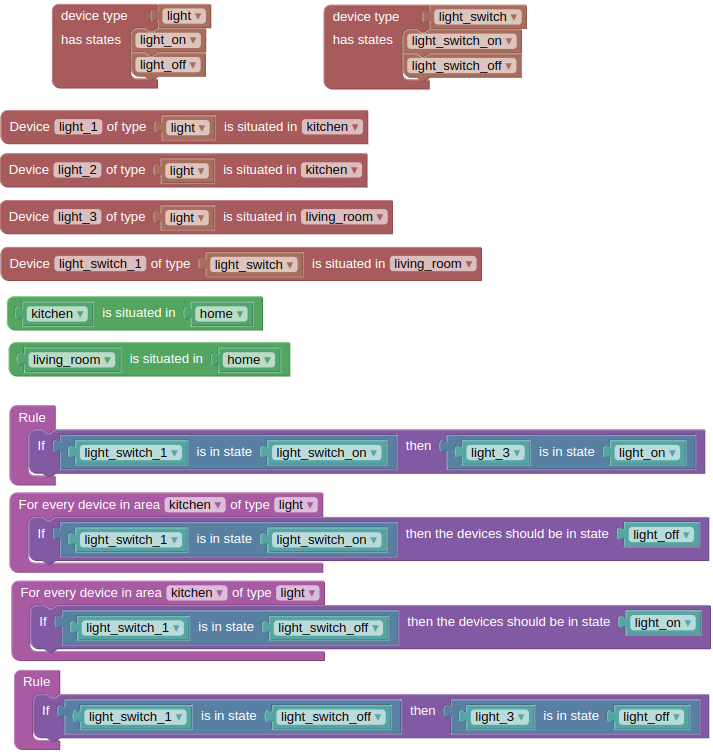 device type light ▾
has states light_on ▾
light_off ▾
device type light_switch ▾
has states light_switch_on ▾
light_switch_off ▾
Device light_1 of type light ▾ is situated in kitchen ▾
Device light_2 of type light ▾ is situated in kitchen ▾
Device light_3 of type light ▾ is situated in living_room ▾
Device light_switch_1 of type light_switch ▾ is situated in living_room ▾
kitchen ▾ is situated in home ▾
living_room ▾ is situated in home ▾
Rule
If light_switch_1 ▾ is in state light_switch_on ▾ then light_3 ▾ is in state light_on ▾
For every device in area kitchen ▾ of type light ▾
If light_switch_1 ▾ is in state light_switch_on ▾ then the devices should be in state light_off ▾
For every device in area kitchen ▾ of type light ▾
If light_switch_1 ▾ is in state light_switch_off ▾ then the devices should be in state light_on ▾
Rule
If light_switch_1 ▾ is in state light_switch_off ▾ then light_3 ▾ is in state light_off ▾